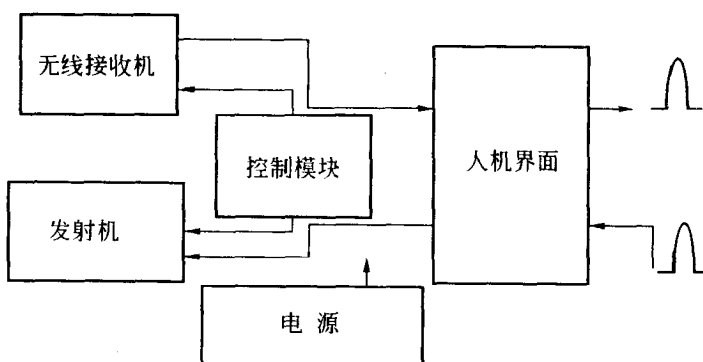 无线接收机
控制模块
人机界面
发射机
电源